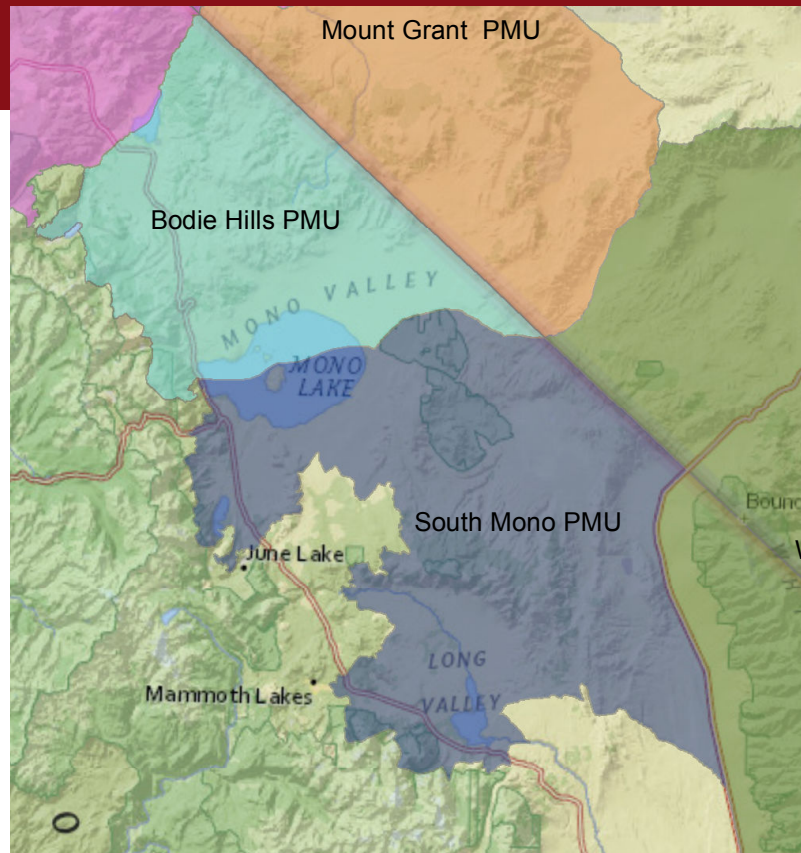 Mount Grant PMU
Bodie Hills PMU
MONO VALLEY
MONO
LAKE
Bound
South Mono PMU
W
June Lake
LONG
Mammoth Lakes
VALLEY
O